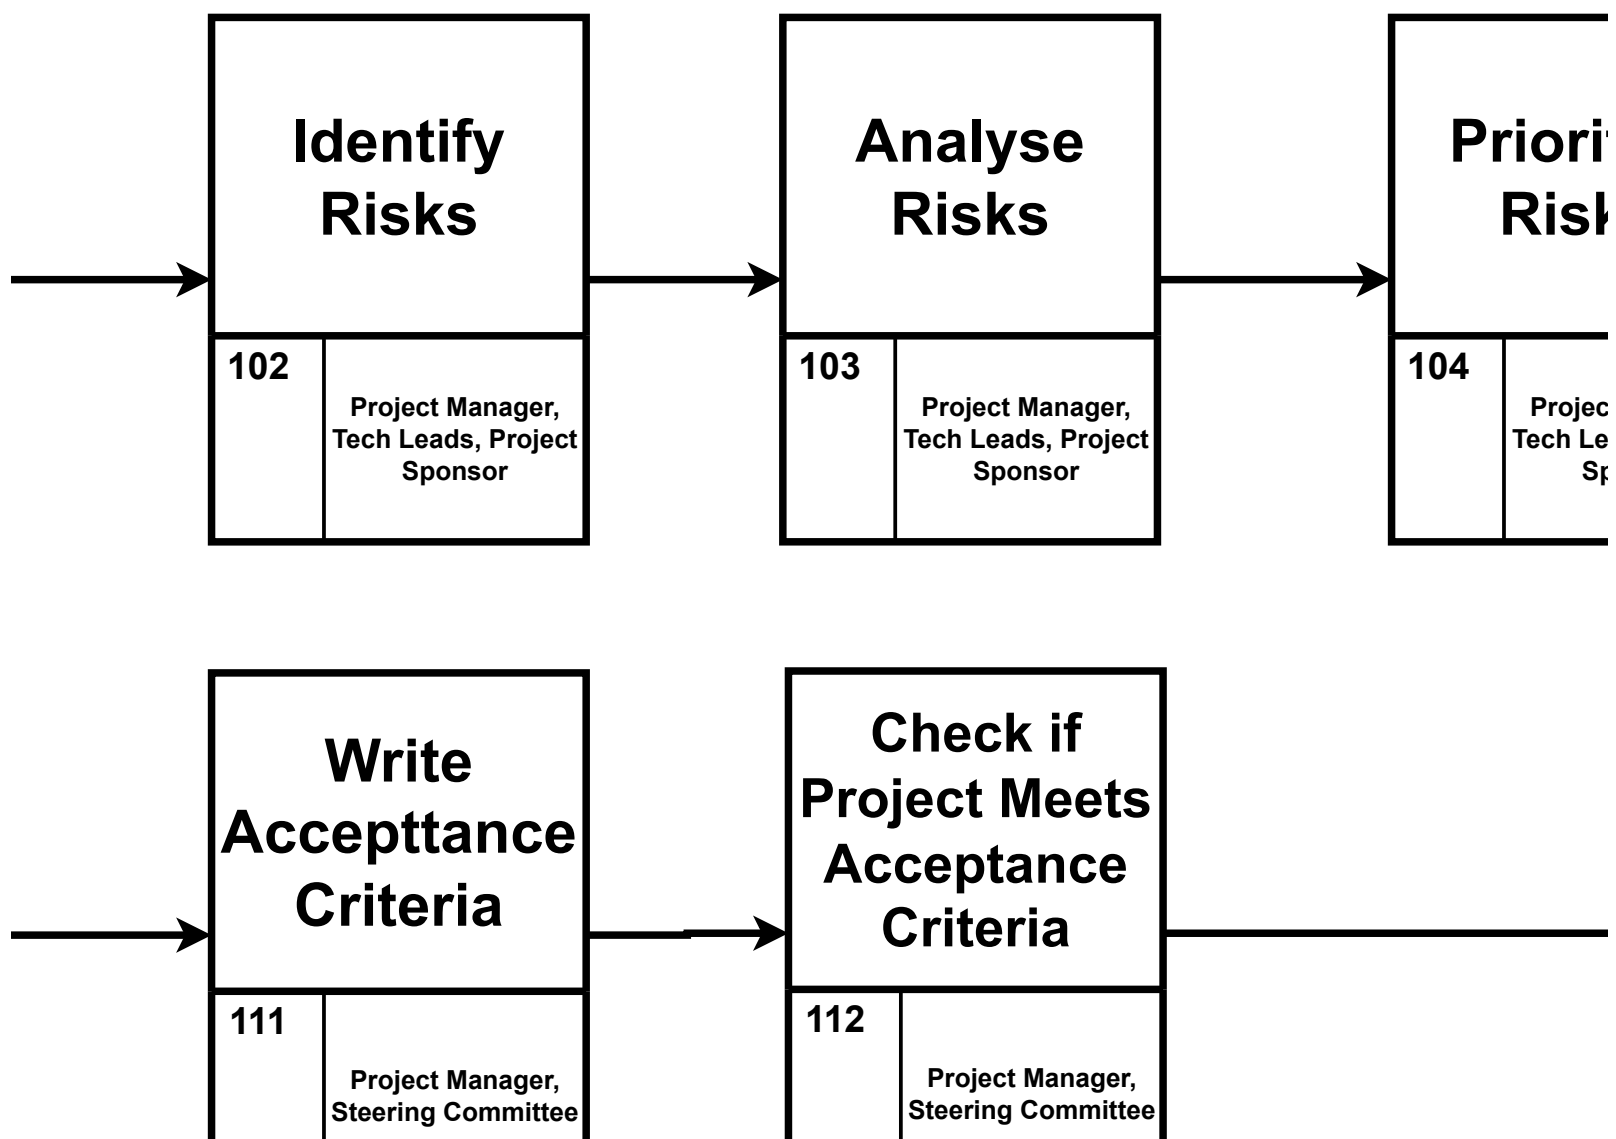 Identify
Risks
102
Project Manager,
Tech Leads, Project
Sponsor
Analyse
Risks
103
Project Manager,
Tech Leads, Project
Sponsor
104
Tech
Write
Accepttance
Criteria
111
Project Manager,
Steering Committee
Check if
Project Meets
Acceptance
Criteria
112
Project Manager,
Steering Committee